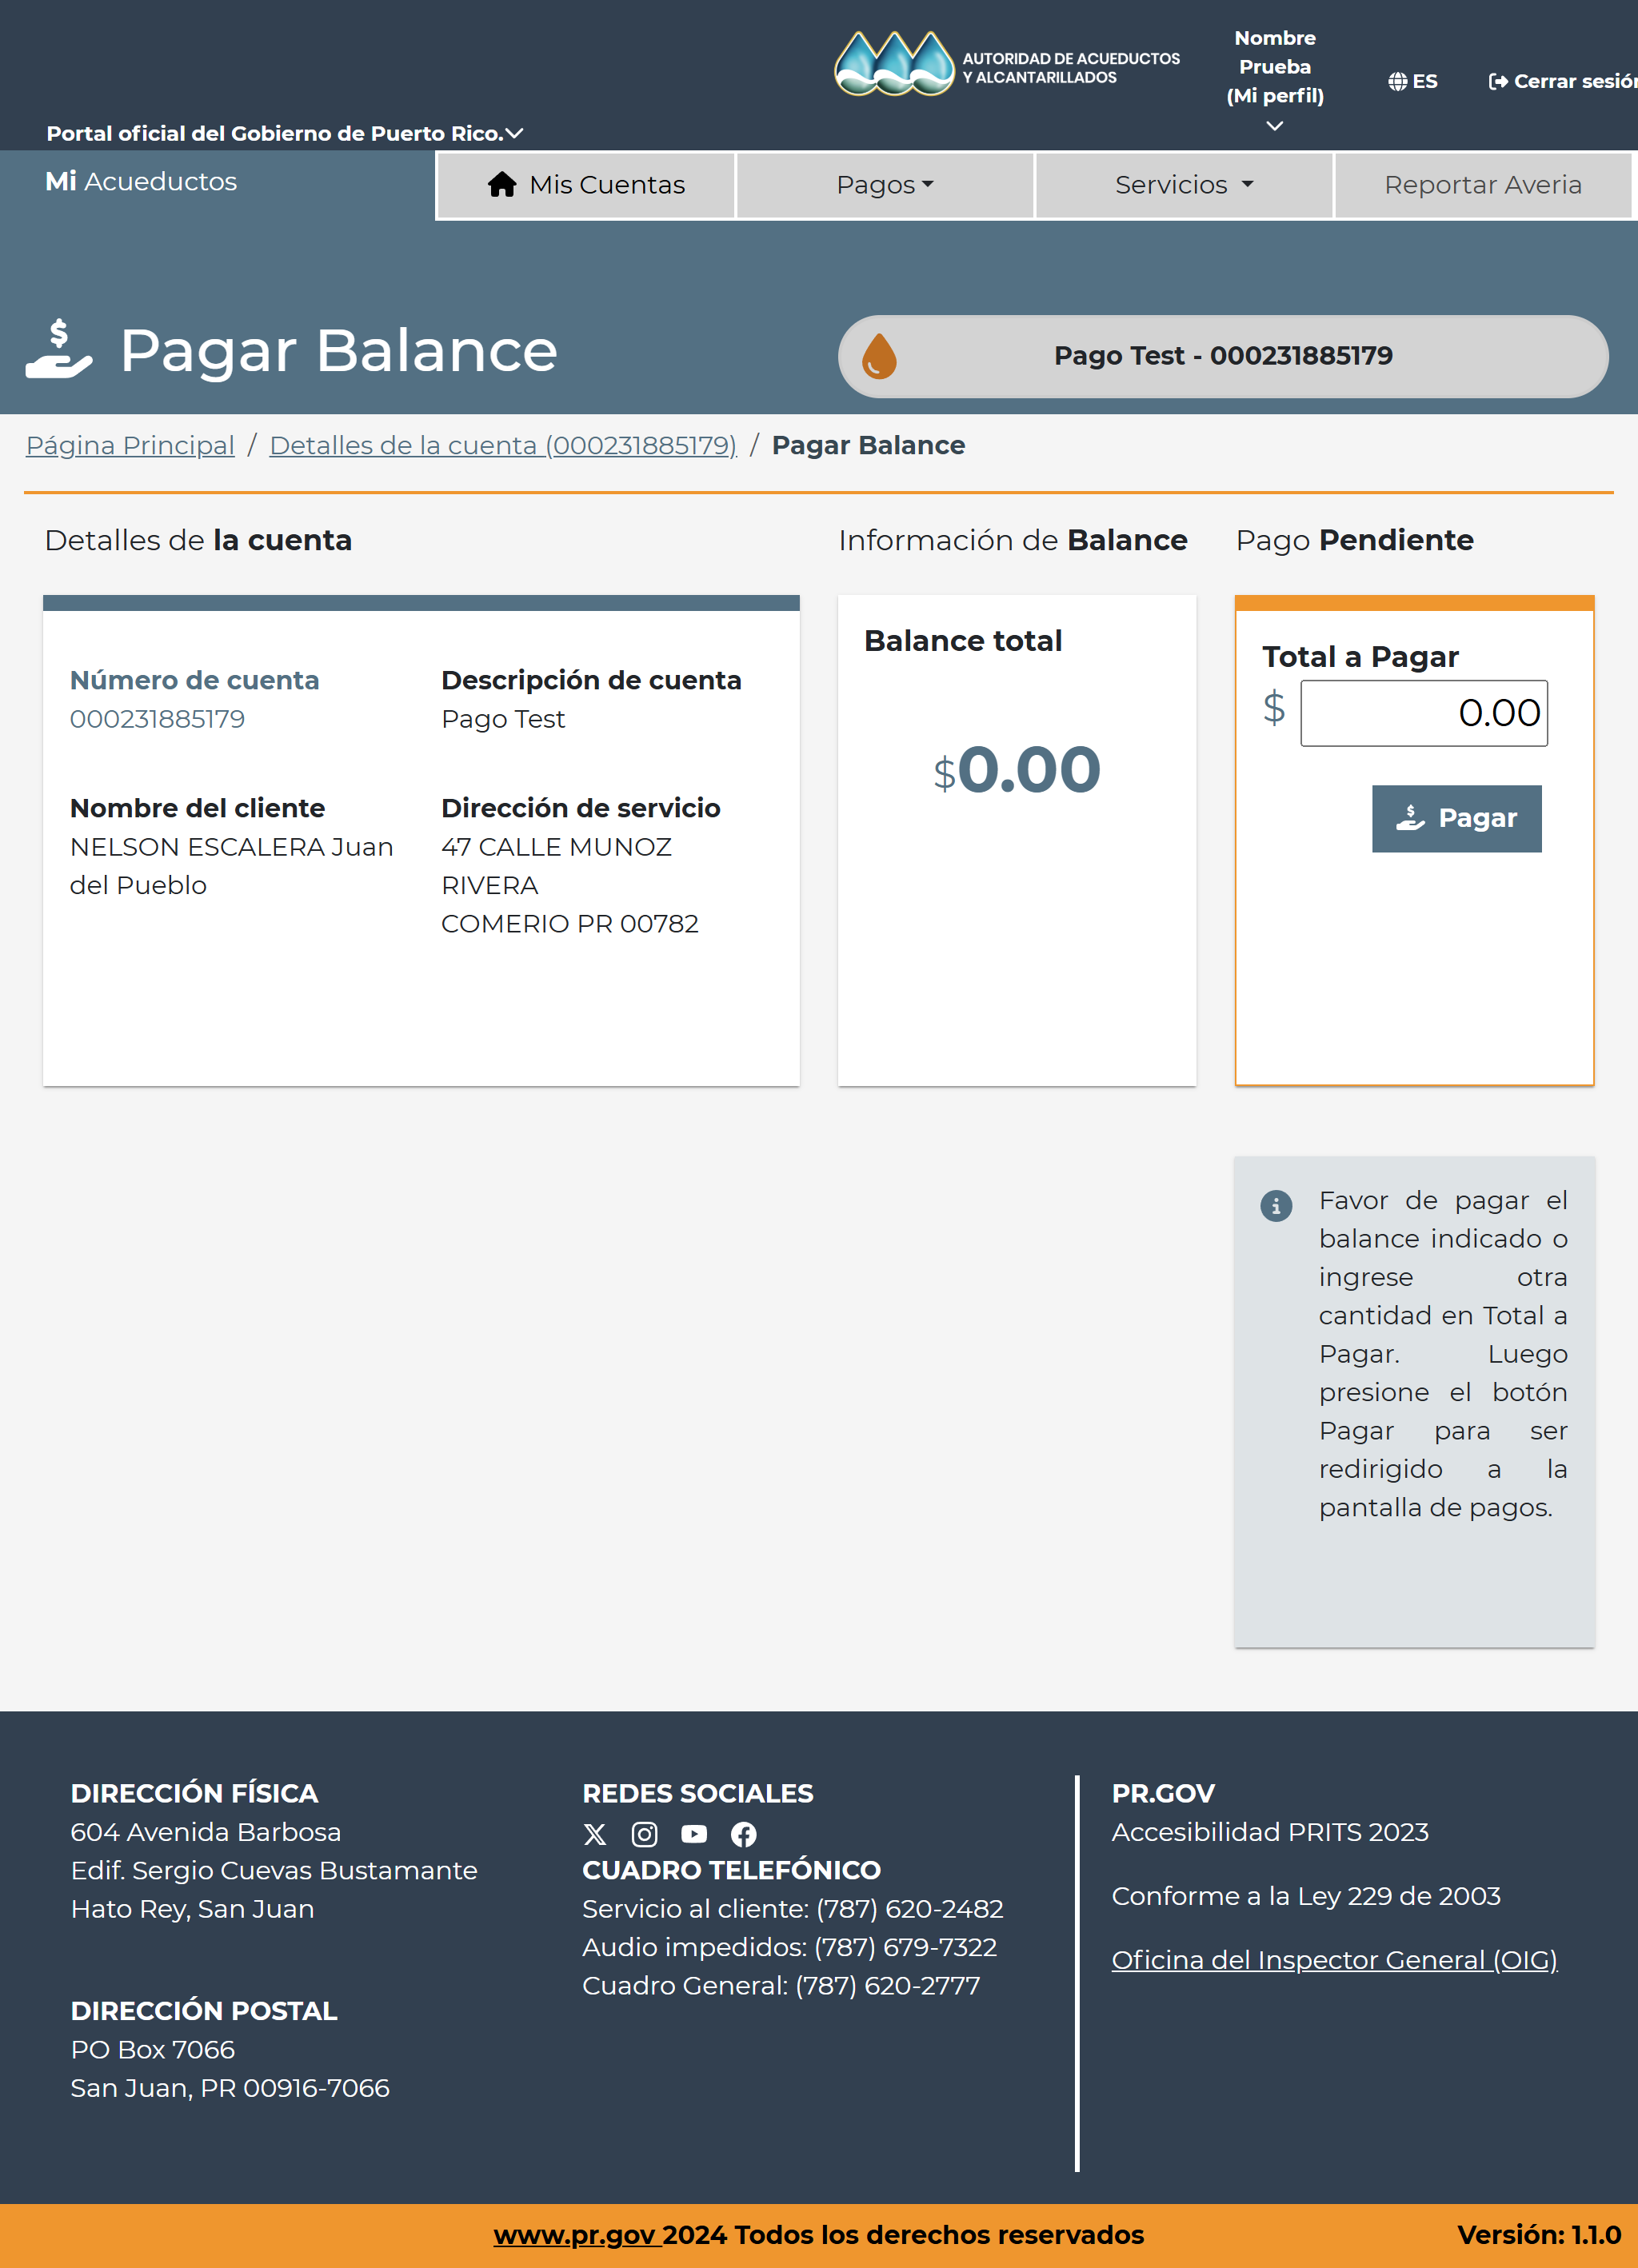 AUTORIDAD DE ACUEDUCTOS
Y ALCANTARILLADOS
Nombre
Prueba
(Mi perfil)
ES
Cerrar sesión
Portal oficial del Gobierno de Puerto Rico.
Mi Acueductos
Mis Cuentas
Pagos
Servicios
Reportar Averia
$ Pagar Balance
Pago Test - 000231885179
Página Principal / Detalles de la cuenta (000231885179) / Pagar Balance
Detalles de la cuenta
Número de cuenta
000231885179
Descripción de cuenta
Pago Test
Nombre del cliente
NELSON ESCALERA Juan
del Pueblo
Dirección de servicio
47 CALLE MUNOZ
RIVERA
COMERIO PR 00782
Información de Balance
Balance total
$0.00
Pago Pendiente
Total a Pagar
$ 0.00
$ Pagar
Favor de pagar el
balance indicado o
ingrese otra
cantidad en Total a
Pagar. Luego
presione el botón
Pagar para ser
redirigido a la
pantalla de pagos.
DIRECCIÓN FÍSICA
604 Avenida Barbosa
Edif. Sergio Cuevas Bustamante
Hato Rey, San Juan
DIRECCIÓN POSTAL
PO Box 7066
San Juan, PR 00916-7066
REDES SOCIALES
CUADRO TELEFÓNICO
Servicio al cliente: (787) 620-2482
Audio impedidos: (787) 679-7322
Cuadro General: (787) 620-2777
PR.GOV
Accesibilidad PRITS 2023
Conforme a la Ley 229 de 2003
Oficina del Inspector General (OIG)
www.pr.gov 2024 Todos los derechos reservados
Versión: 1.1.0